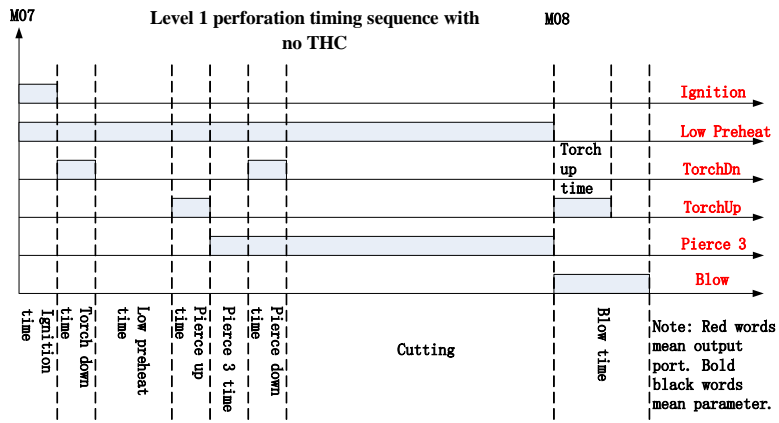 M07
Level 1 perforation timing sequence with
no THC
M08
Ignition
Low Preheat
Torch
up
time
TorchDn
TorchUp
Pierce 3
Blow
Ignition
time
Torch down
time
Low preheat
time
Pierce up
time
Pierce 3 time
Pierce down
time
Cutting
Blow time
Note: Red words
mean output
port. Bold
black words
mean parameter.